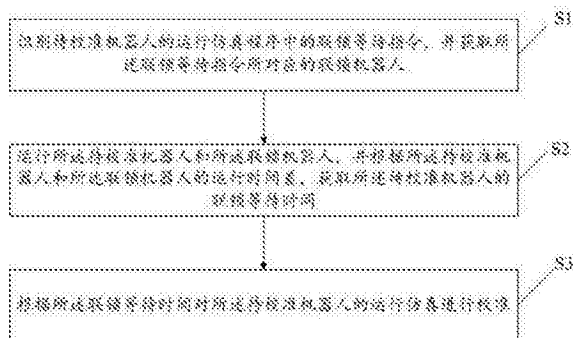 S1
识别待校准机器人的运行仿真程序中的联锁等待指令，并获取所
述联锁等待指令所对应的联锁机器人
S2
运行所述待校准机器人和所述联锁机器人，并根据所述待校准机
器人和所述联锁机器人的运行时间差，获取所述待校准机器人的
联锁等待时间
S3
根据所述联锁等待时间对所述待校准机器人的运行仿真进行校准